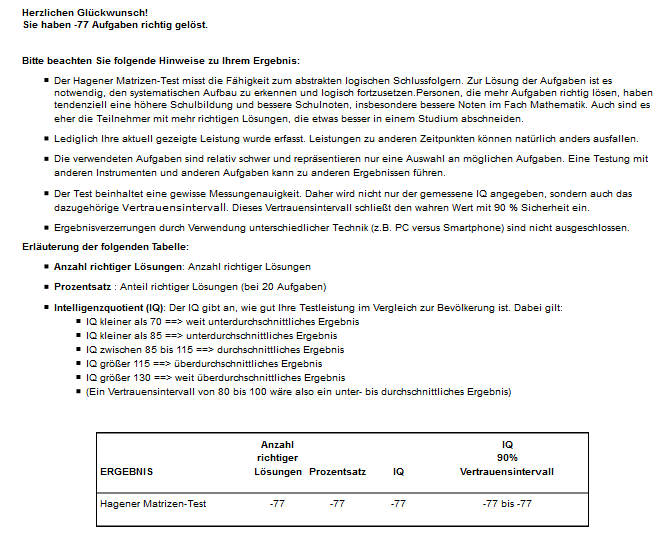 Herzlichen Glückwunsch!
Sie haben -77 Aufgaben richtig gelöst.
Bitte beachten Sie folgende Hinweise zu Ihrem Ergebnis:
Der Hagener Matrizen-Test misst die Fähigkeit zum abstrakten logischen Schlussfolgern. Zur Lösung der Aufgaben ist es
notwendig, den systematischen Aufbau zu erkennen und logisch fortzusetzen.Personen, die mehr Aufgaben richtig lösen, haben
tendenziell eine höhere Schulbildung und bessere Schulnoten, insbesondere bessere Noten im Fach Mathematik. Auch sind es
eher die Teilnehmer mit mehr richtigen Lösungen, die etwas besser in einem Studium abschneiden.
Lediglich Ihre aktuell gezeigte Leistung wurde erfasst. Leistungen zu anderen Zeitpunkten können natürlich anders ausfallen.
Die verwendeten Aufgaben sind relativ schwer und repräsentieren nur eine Auswahl an möglichen Aufgaben. Eine Testung mit
anderen Instrumenten und anderen Aufgaben kann zu anderen Ergebnissen führen.
Der Test beinhaltet eine gewisse Messungenauigkeit. Daher wird nicht nur der gemessene IQ angegeben, sondern auch das
dazugehörige Vertrauensintervall. Dieses Vertrauensintervall schließt den wahren Wert mit 90 % Sicherheit ein.
Ergebnisverzerrungen durch Verwendung unterschiedlicher Technik (z.B. PC versus Smartphone) sind nicht ausgeschlossen.
Erläuterung der folgenden Tabelle:
Anzahl richtiger Lösungen: Anzahl richtiger Lösungen
Prozentsatz : Anteil richtiger Lösungen (bei 20 Aufgaben)
Intelligenzquotient (IQ): Der IQ gibt an, wie gut Ihre Testleistung im Vergleich zur Bevölkerung ist. Dabei gilt:
IQ kleiner als 70 ==> weit unterdurchschnittliches Ergebnis
IQ kleiner als 85 ==> unterdurchschnittliches Ergebnis
IQ zwischen 85 bis 115 ==> durchschnittliches Ergebnis
IQ größer 115 ==> überdurchschnittliches Ergebnis
IQ größer 130 ==> weit überdurchschnittliches Ergebnis
(Ein Vertrauensintervall von 80 bis 100 wäre also ein unter- bis durchschnittliches Ergebnis)
Anzahl IQ
richtiger 90%
ERGEBNIS Lösungen Prozentsatz IQ Vertrauensintervall
Hagener Matrizen-Test -77 -77 -77 -77 bis -77